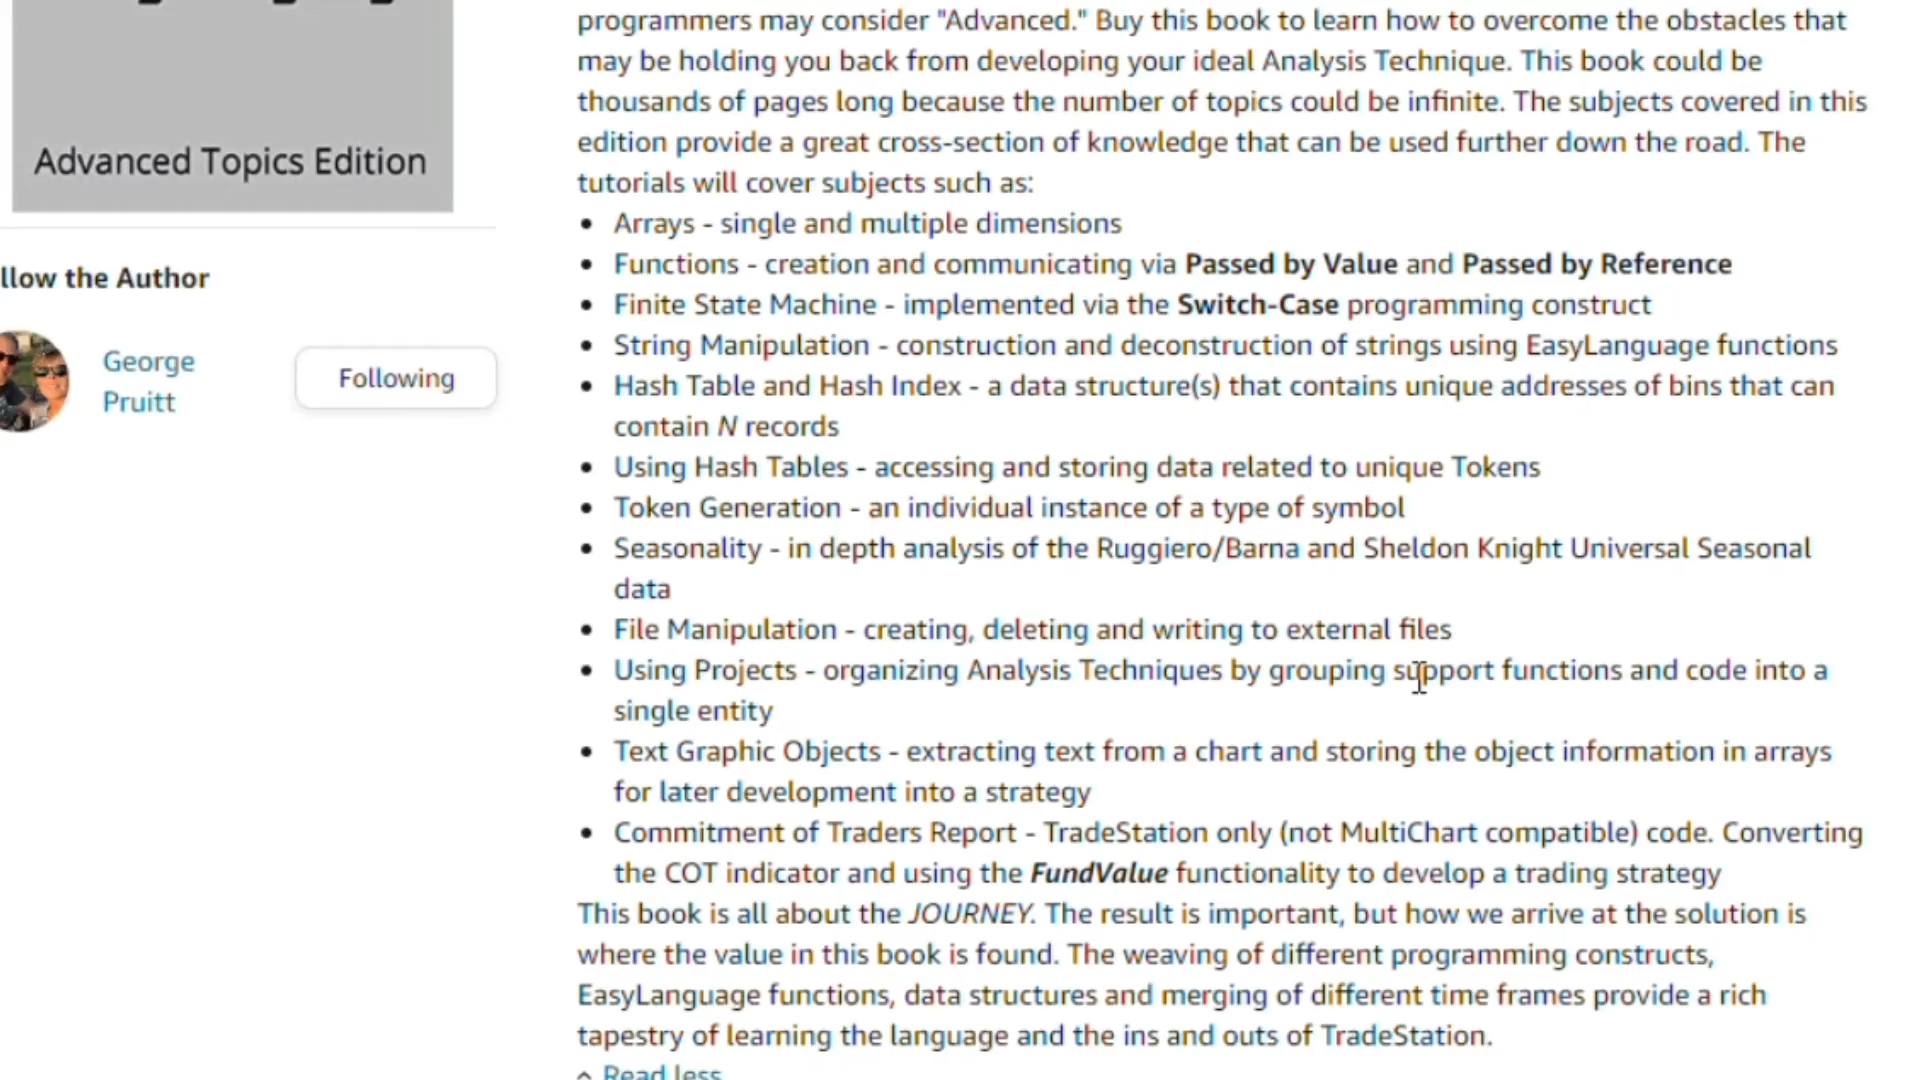 programmers may consider "Advanced." Buy this book to learn how to overcome the obstacles that
may be holding you back from developing your ideal Analysis Technique. This book could be
thousands of pages long because the number of topics could be infinite. The subjects covered in this
edition provide a great cross-section of knowledge that can be used further down the road. The
tutorials will cover subjects such as:
• Arrays - single and multiple dimensions
• Functions - creation and communicating via Passed by Value and Passed by Reference
• Finite State Machine - implemented via the Switch-Case programming construct
• String Manipulation - construction and deconstruction of strings using EasyLanguage functions
• Hash Table and Hash Index - a data structure(s) that contains unique addresses of bins that can
contain N records
• Using Hash Tables - accessing and storing data related to unique Tokens
• Token Generation - an individual instance of a type of symbol
• Seasonality - in depth analysis of the Ruggiero/Barna and Sheldon Knight Universal Seasonal
data
• File Manipulation - creating, deleting and writing to external files
• Using Projects - organizing Analysis Techniques by grouping support functions and code into a
single entity
• Text Graphic Objects - extracting text from a chart and storing the object information in arrays
for later development into a strategy
• Commitment of Traders Report - TradeStation only (not MultiChart compatible) code. Converting
the COT indicator and using the FundValue functionality to develop a trading strategy
This book is all about the JOURNEY. The result is important, but how we arrive at the solution is
where the value in this book is found. The weaving of different programming constructs,
EasyLanguage functions, data structures and merging of different time frames provide a rich
tapestry of learning the language and the ins and outs of TradeStation.
Read less
Advanced Topics Edition
llow the Author
George
Pruitt
Following